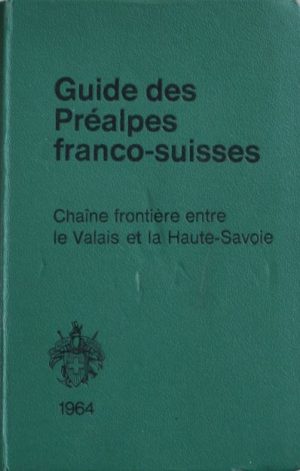 Guide des
Préalpes
franco-suisses
Chaîne frontière entre
le Valais et la Haute-Savoie
1964